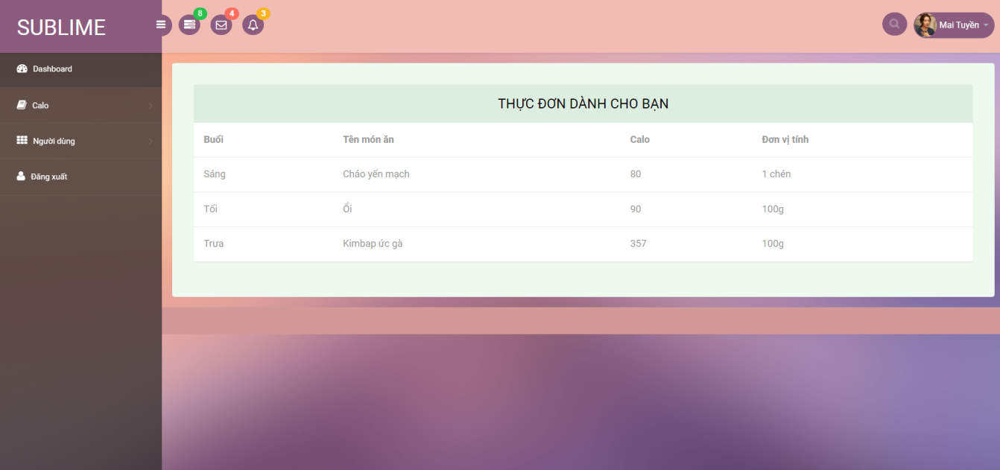 SUBLIME
8
4
3
Mai Tuyền
Dashboard
Calo
Người dùng
Đăng xuất
THỰC ĐƠN DÀNH CHO BẠN
Buổi Tên món ăn Calo Đơn vị tính
Sáng Cháo yến mạch 80 1 chén
Tối Ổi 90 100g
Trưa Kimbap ức gà 357 100g